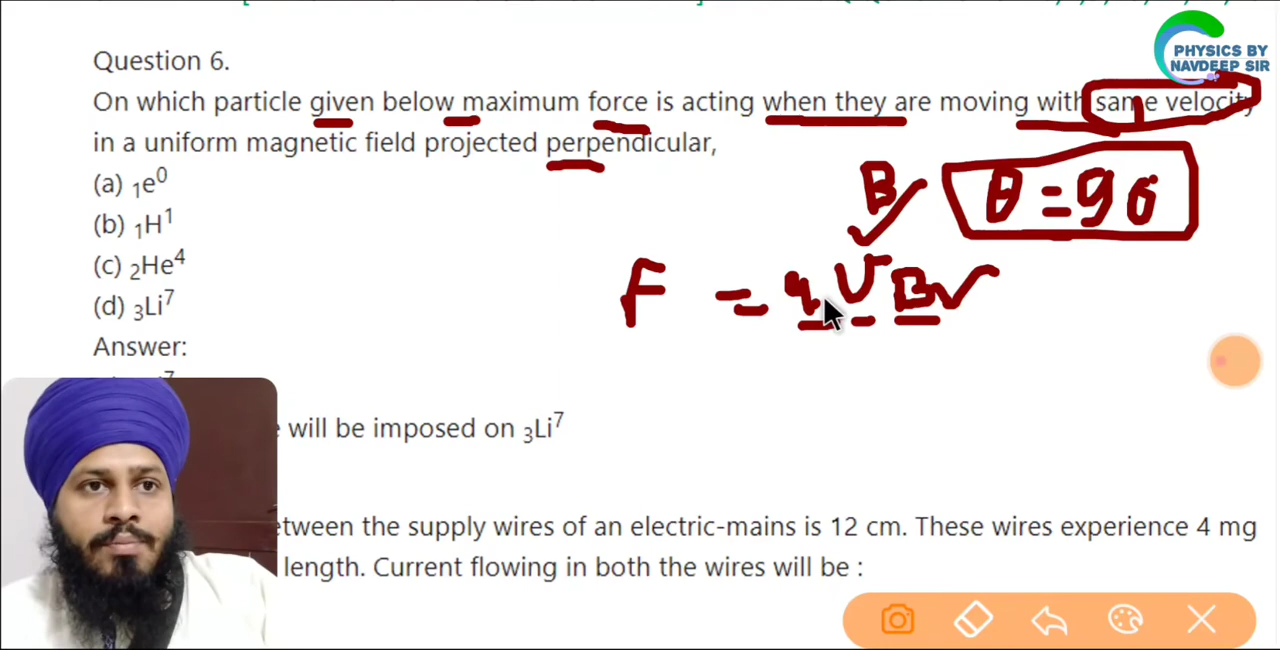 PHYSICS BY
NAVDEEP SIR
Question 6.
On which particle given below maximum force is acting when they are moving with same velocity
in a uniform magnetic field projected perpendicular,
(a) ₁e⁰
(b) ₁H¹
(c) ₂He⁴
(d) ₃Li⁷
B
θ = 90
F = qVB
Answer:
will be imposed on ₃Li⁷
the supply wires of an electric-mains is 12 cm. These wires experience 4 mg
length. Current flowing in both the wires will be :